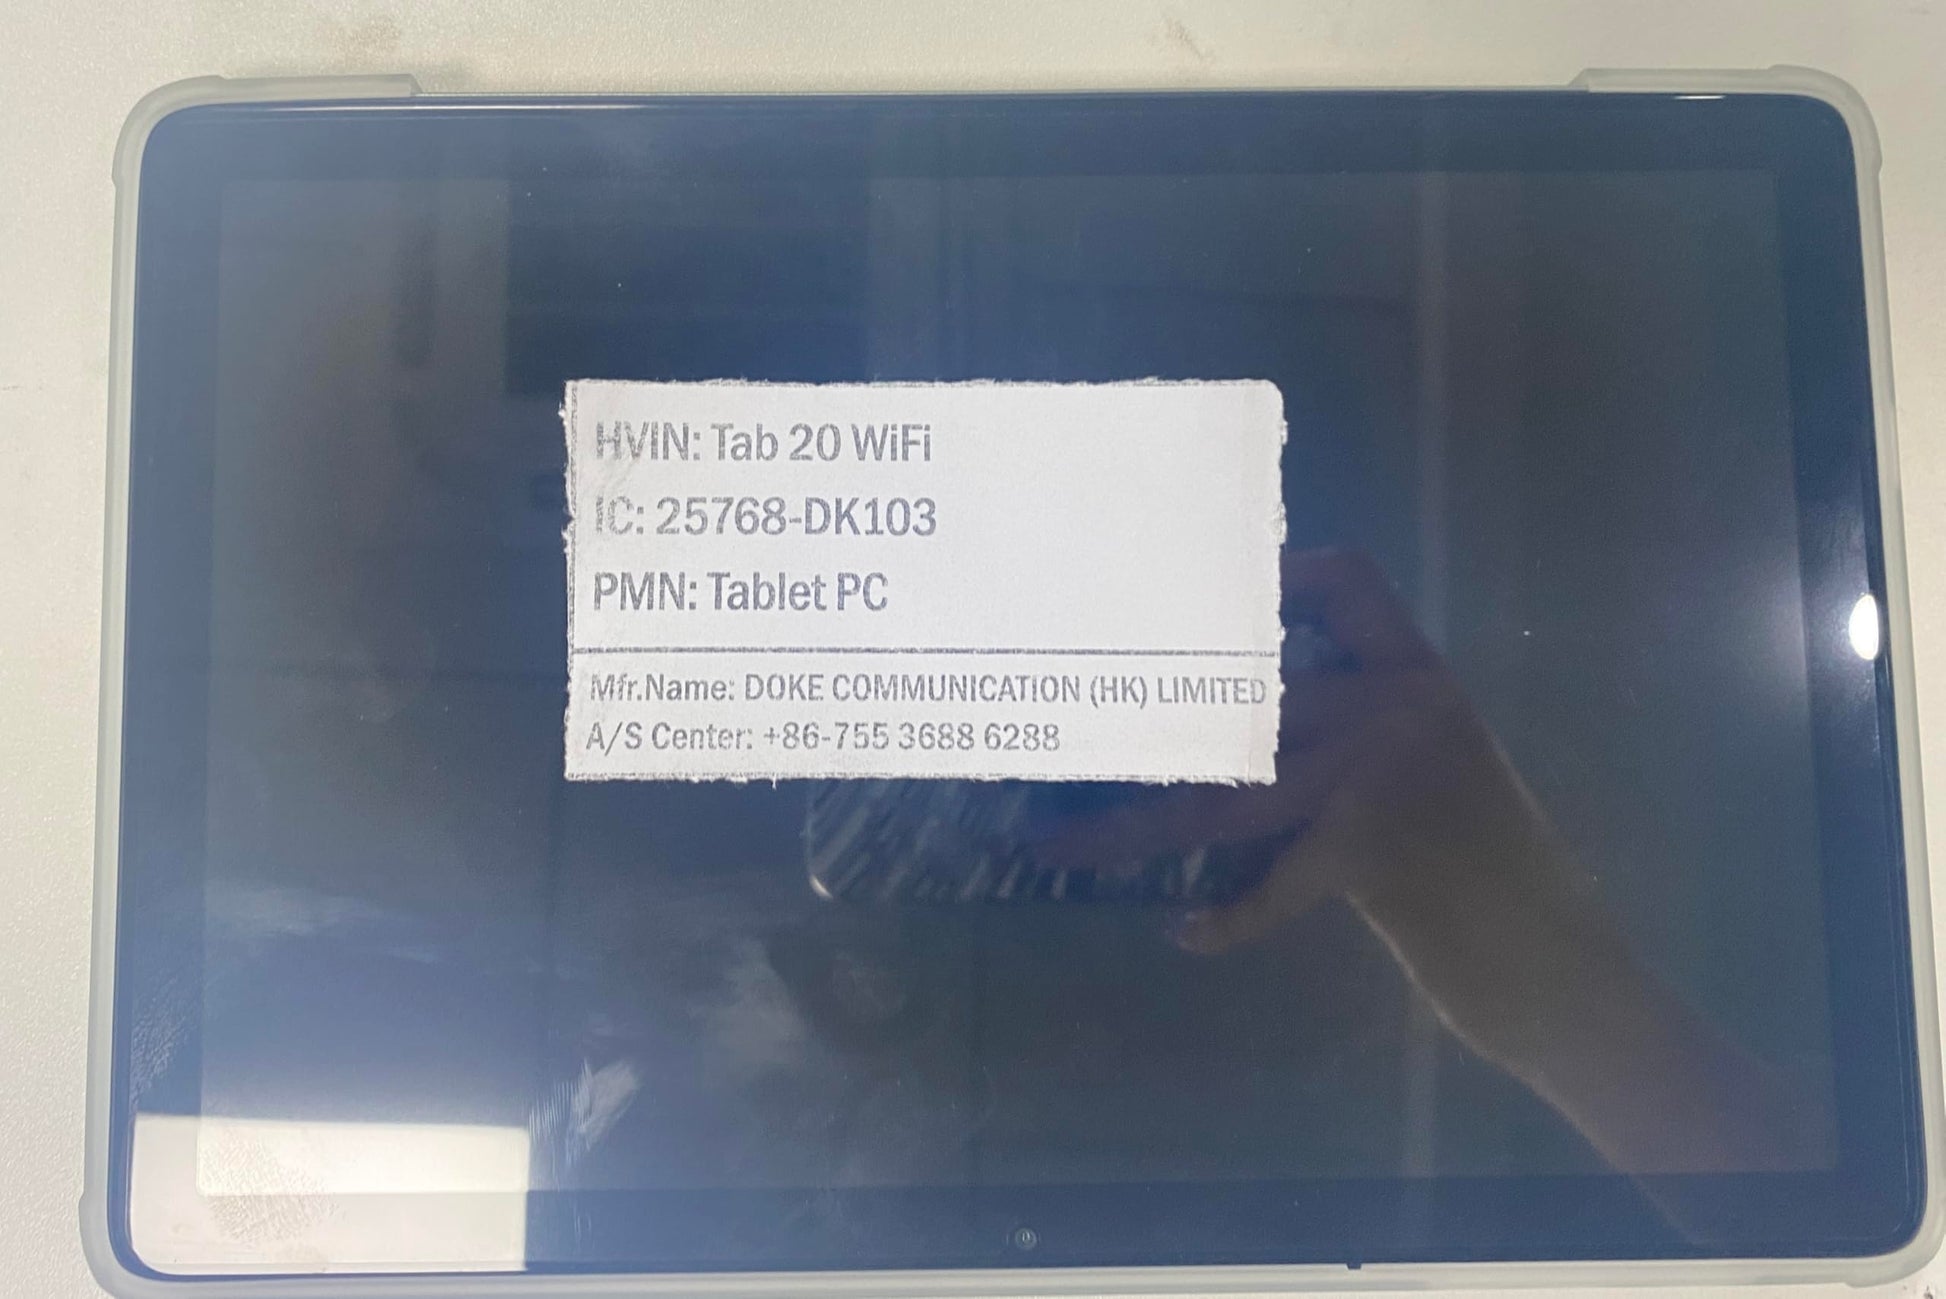 HVIN: Tab 20 WiFi
IC: 25768-DK103
PMN: Tablet PC
Mfr.Name: DOKE COMMUNICATION (HK) LIMITED
A/S Center: +86-755 3688 6288